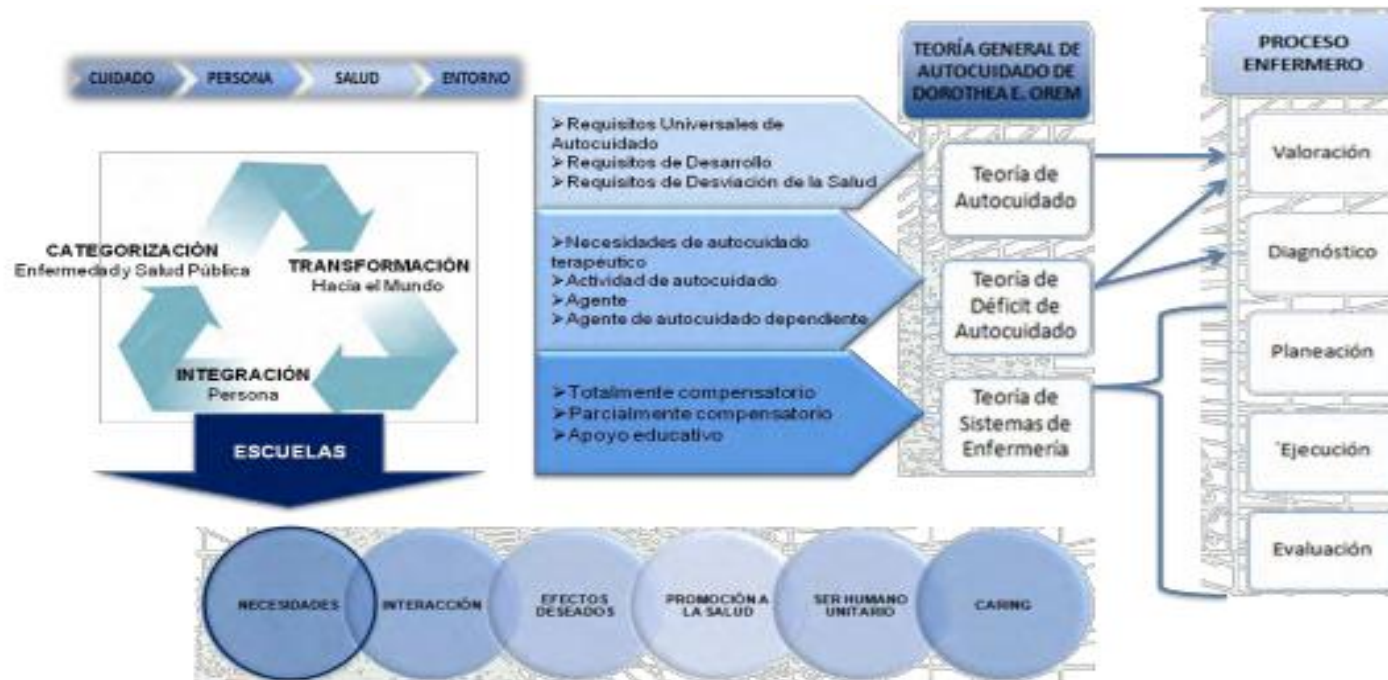 CUIDADO
PERSONA
SALUD
ENTORNO
CATEGORIZACIÓN
Enfermedad y Salud Pública
TRANSFORMACIÓN
Hacia el Mundo
INTEGRACIÓN
Persona
ESCUELAS
➢Requisitos Universales de
Autocuidado
➢Requisitos de Desarrollo
➢Requisitos de Desviación de la Salud
➢Necesidades de autocuidado
terapéutico
➢Actividad de autocuidado
➢Agente
➢Agente de autocuidado dependiente
➢Totalmente compensatorio
➢Parcialmente compensatorio
➢Apoyo educativo
TEORÍA GENERAL DE
AUTOCUIDADO DE
DOROTHEA E. OREM
Teoría de
Autocuidado
Teoría de
Déficit de
Autocuidado
Teoría de
Sistemas de
Enfermería
PROCESO
ENFERMERO
Valoración
Diagnóstico
Planeación
`Ejecución
Evaluación
NECESIDADES
INTERACCIÓN
EFECTOS
DESEADOS
PROMOCIÓN A
LA SALUD
SER HUMANO
UNITARIO
CARING